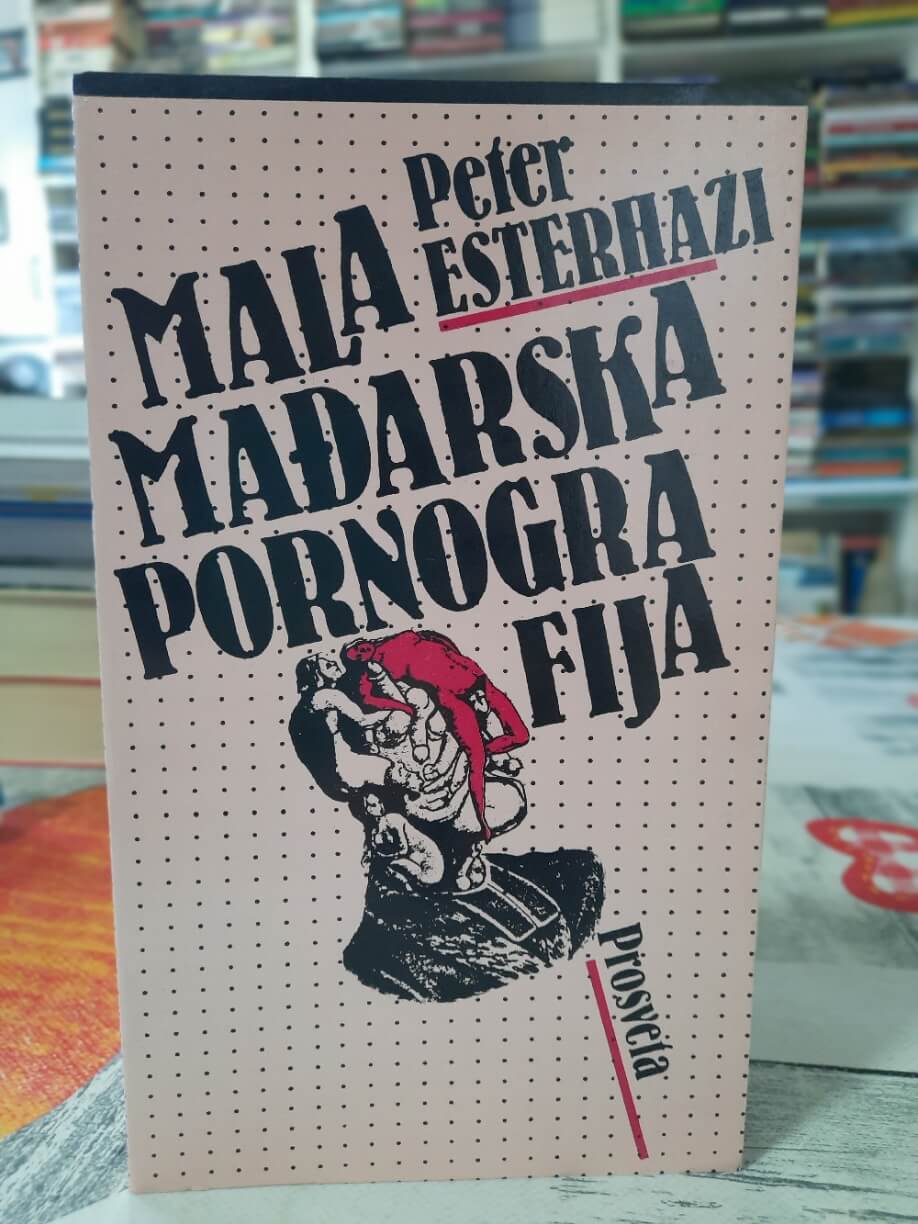 Peter
ESTERHAZI
MALA
MAĐARSKA
PORNOGRA
FIJA
prosveta